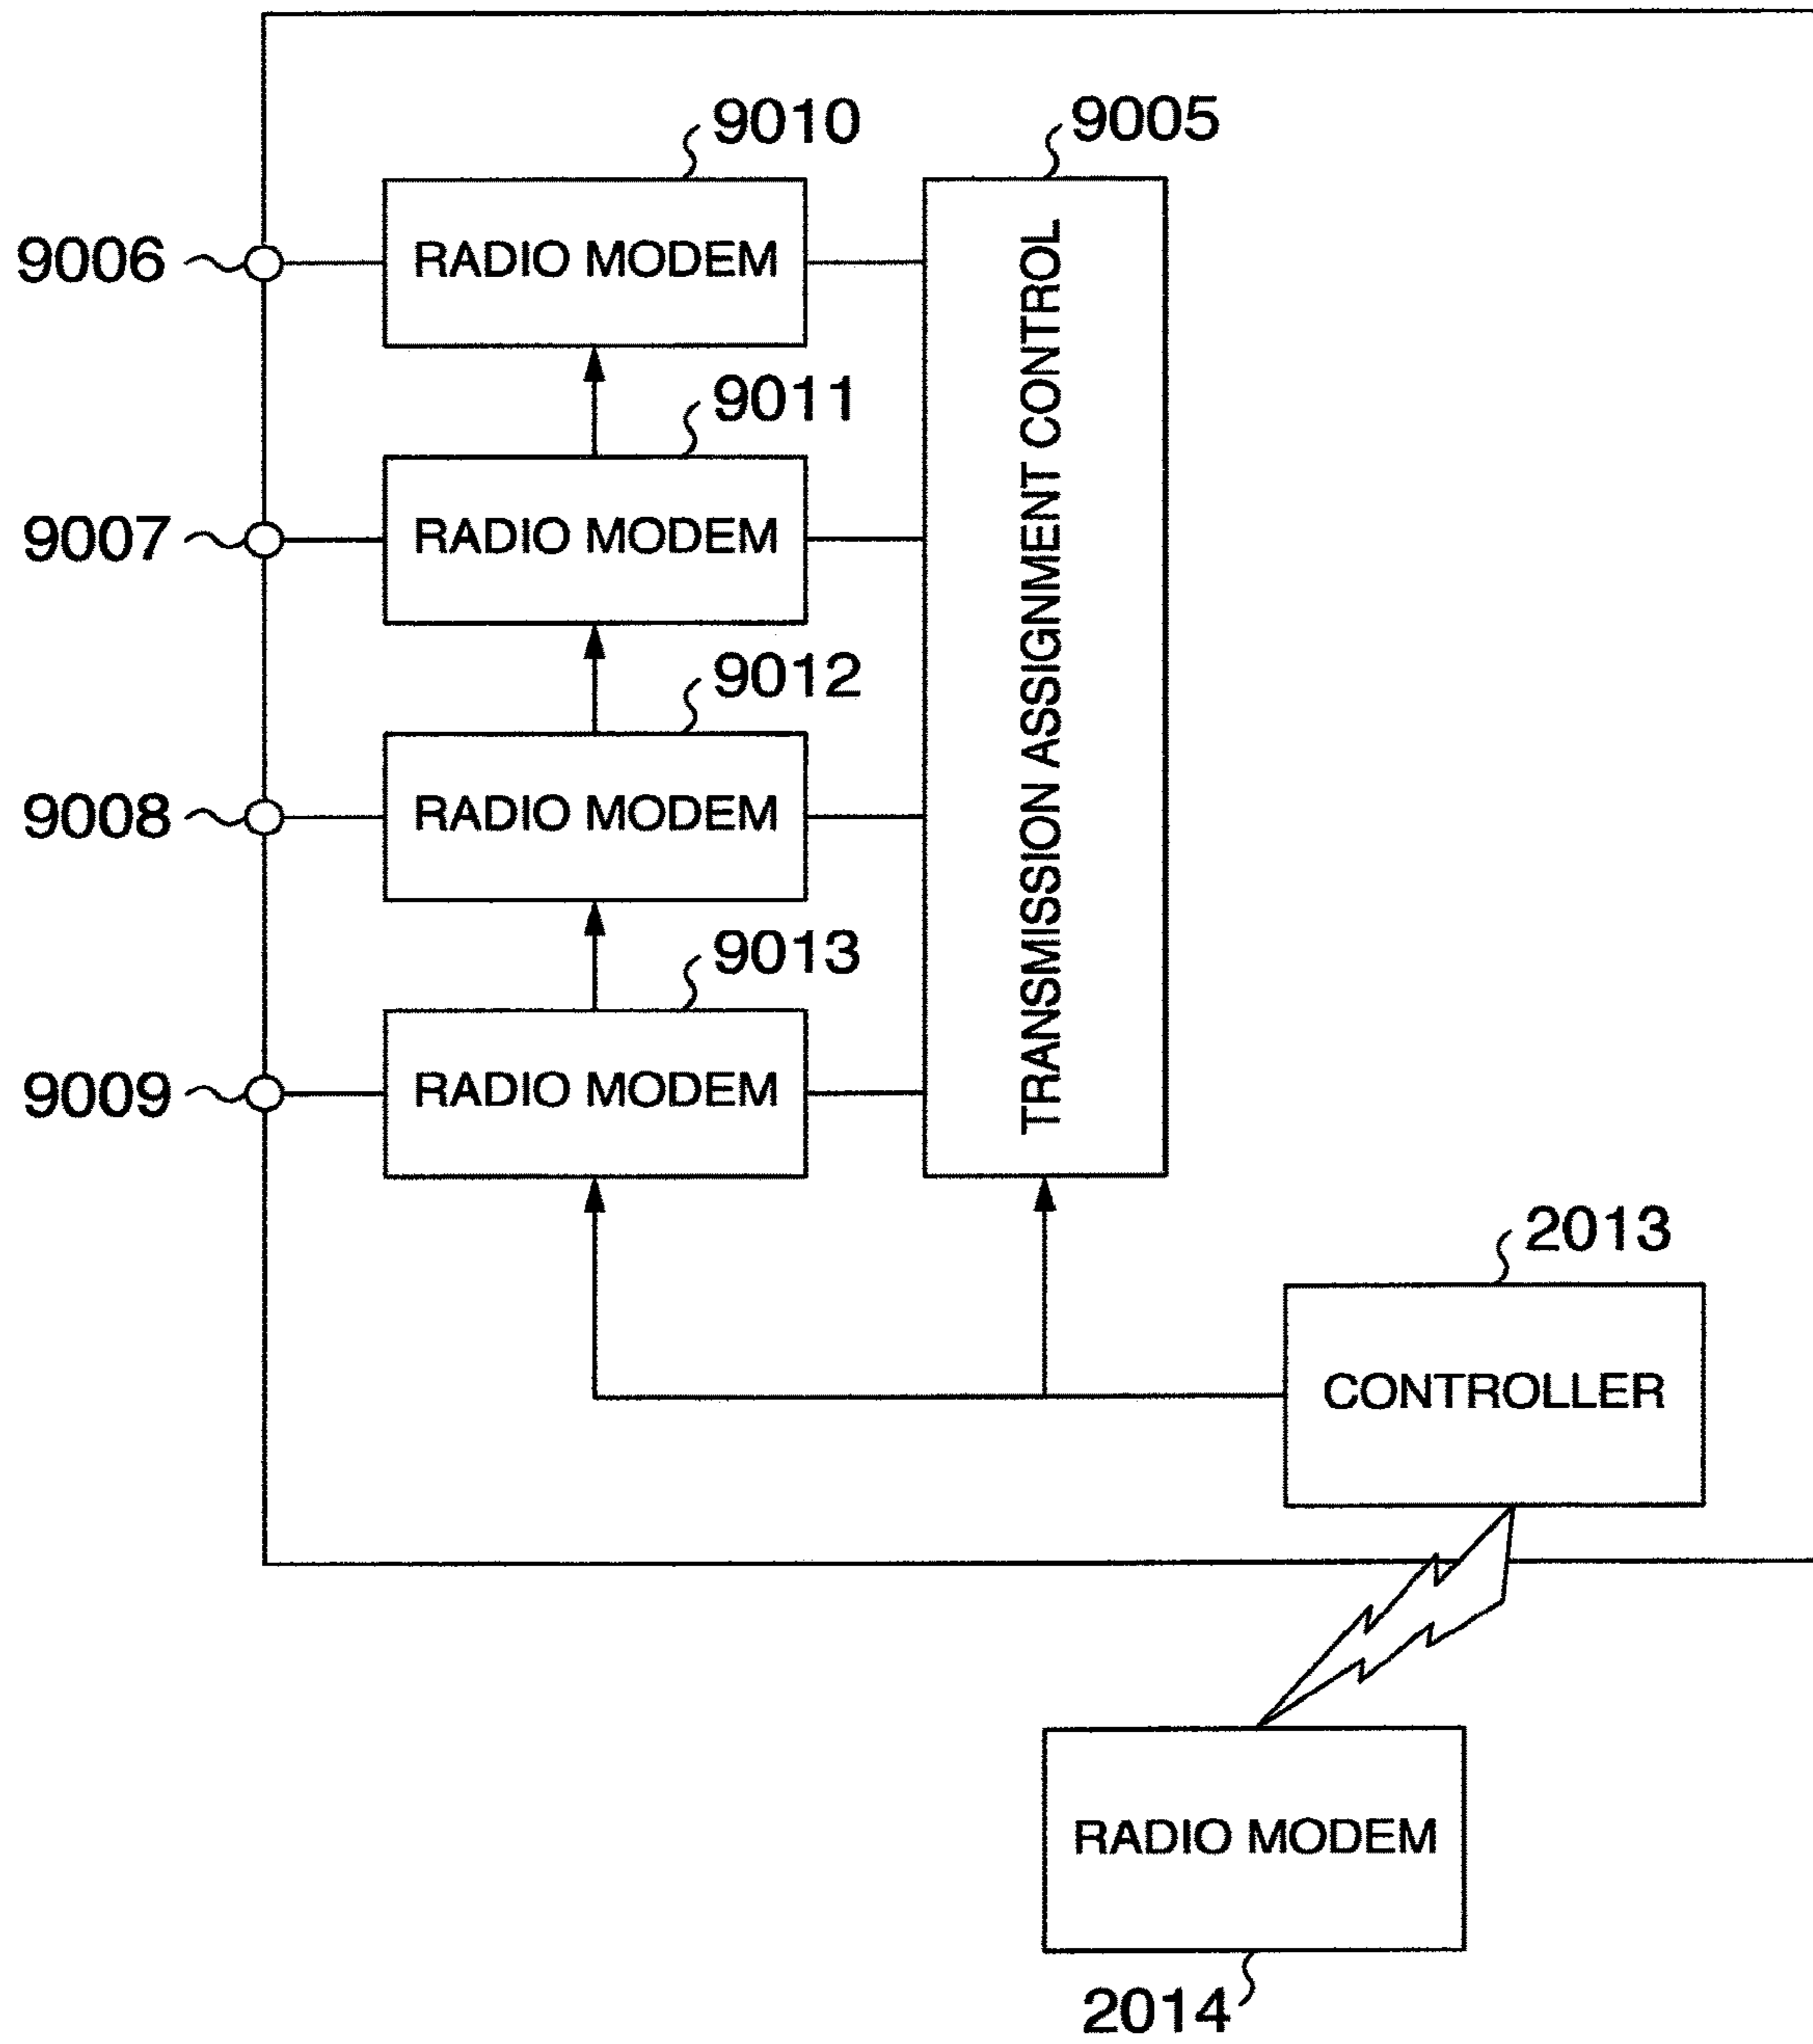 9010
9005
9006
RADIO MODEM
TRANSMISSION ASSIGNMENT CONTROL
9011
9007
RADIO MODEM
9012
9008
RADIO MODEM
9013
9009
RADIO MODEM
2013
CONTROLLER
RADIO MODEM
2014